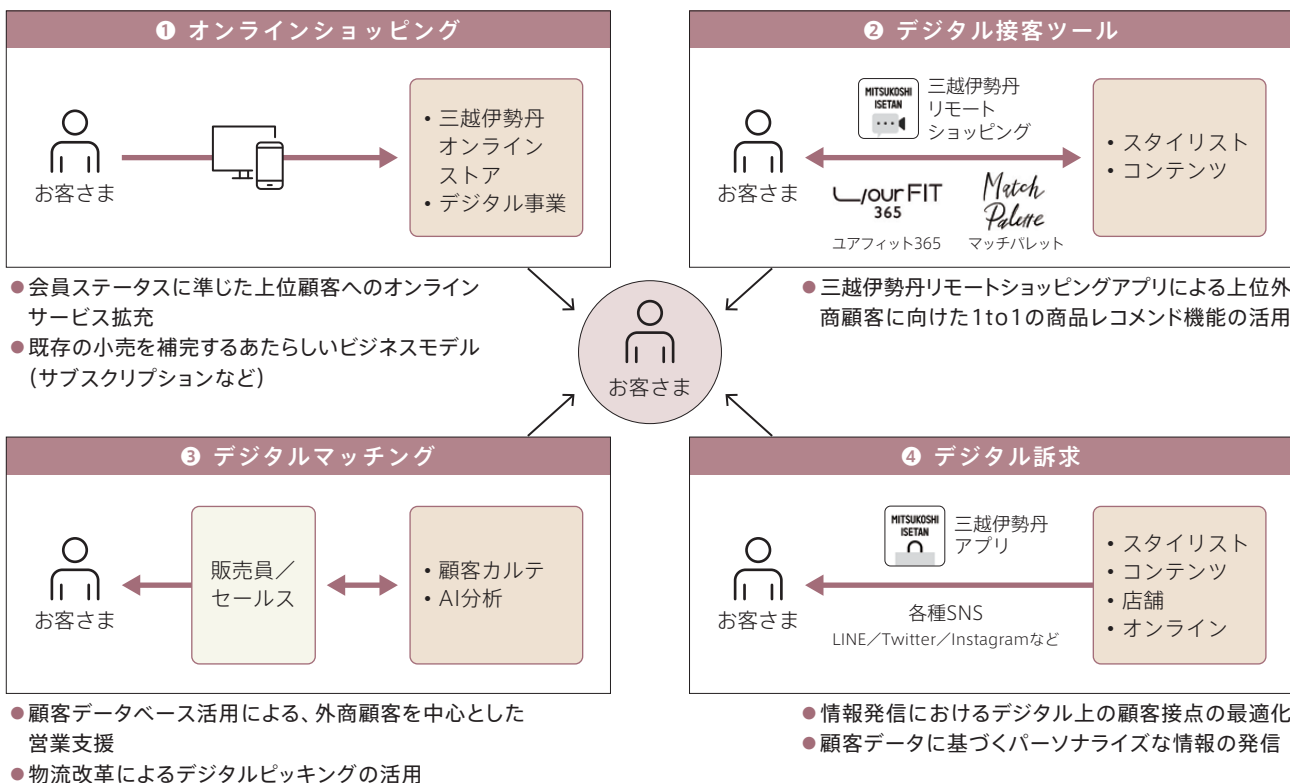 ❶ オンラインショッピング
お客さま
• 三越伊勢丹
オンライン
ストア
• デジタル事業
● 会員ステータスに準じた上位顧客へのオンライン
サービス拡充
● 既存の小売を補完するあたらしいビジネスモデル
(サブスクリプションなど)
❷ デジタル接客ツール
お客さま
MITSUKOSHI
ISETAN
三越伊勢丹
リモート
ショッピング
YourFIT
365
ユアフィット365
Match
Palette
マッチパレット
• スタイリスト
• コンテンツ
● 三越伊勢丹リモートショッピングアプリによる上位外
商顧客に向けた1to1の商品レコメンド機能の活用
お客さま
❸ デジタルマッチング
お客さま
販売員／
セールス
• 顧客カルテ
• AI分析
● 顧客データベース活用による、外商顧客を中心とした
営業支援
● 物流改革によるデジタルピッキングの活用
❹ デジタル訴求
お客さま
MITSUKOSHI
ISETAN
三越伊勢丹
アプリ
各種SNS
LINE／Twitter／Instagramなど
• スタイリスト
• コンテンツ
• 店舗
• オンライン
● 情報発信におけるデジタル上の顧客接点の最適化
● 顧客データに基づくパーソナライズな情報の発信